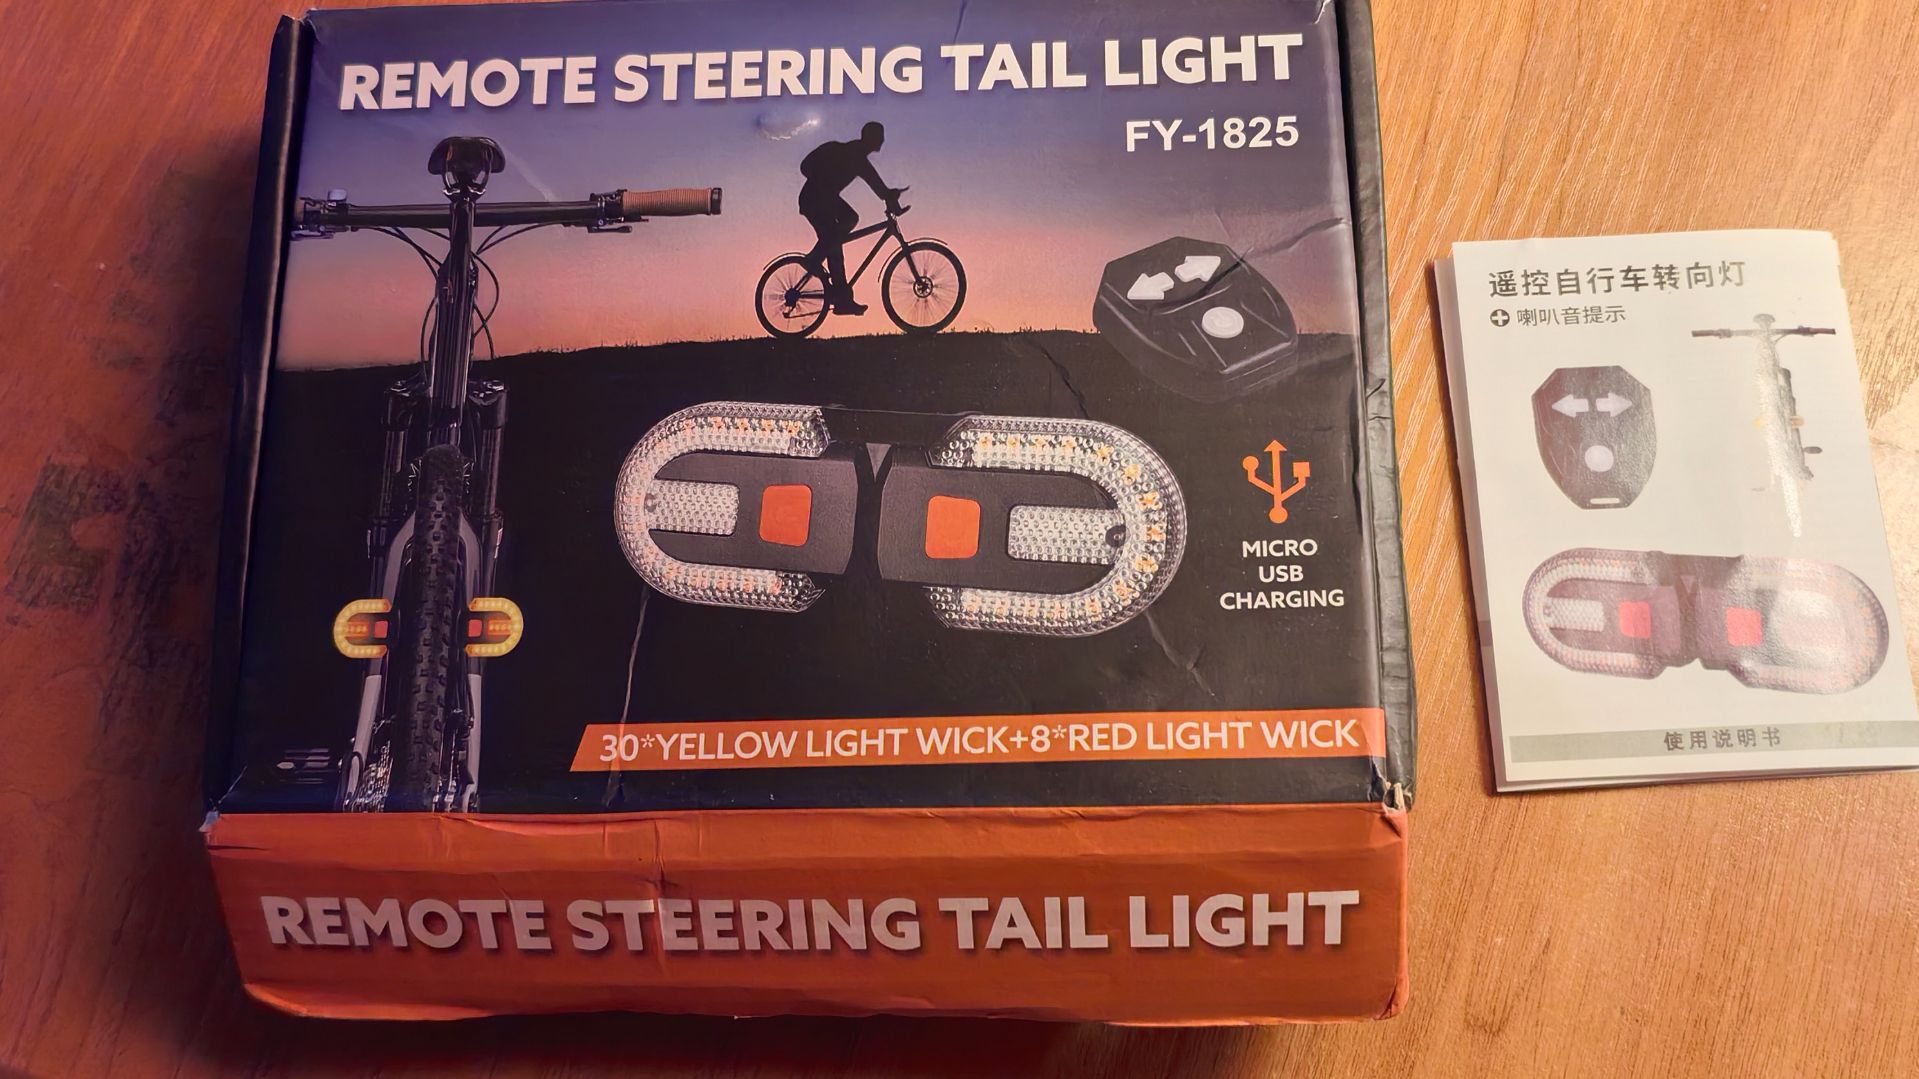 REMOTE STEERING TAIL LIGHT
FY-1825
MICRO
USB
CHARGING
30*YELLOW LIGHT WICK+8*RED LIGHT WICK
REMOTE STEERING TAIL LIGHT
遥控自行车转向灯
喇叭音提示
使用说明书